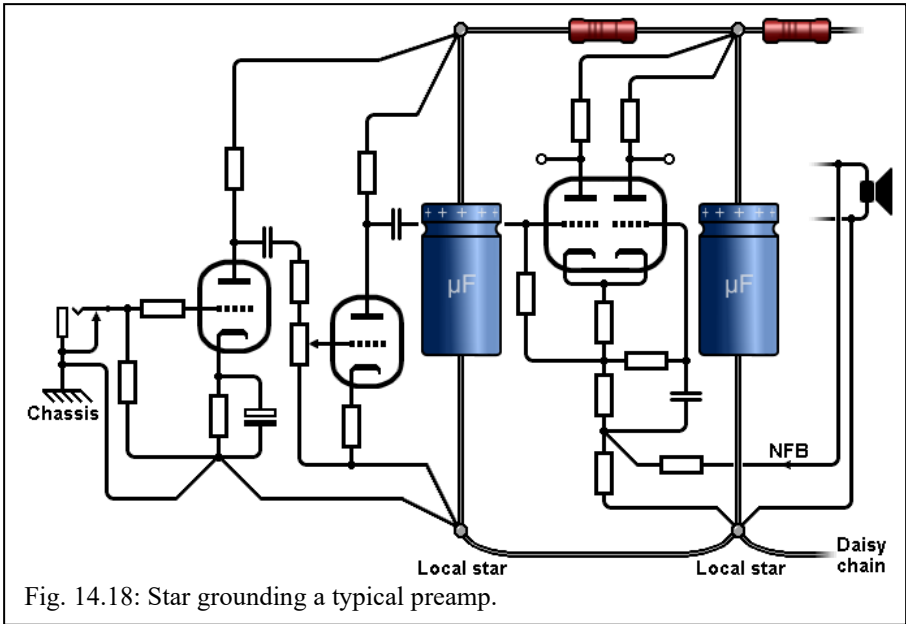 + + + + +
+ + + + +
µF
µF
Chassis
NFB
Local star
Local star
Daisy
chain
Fig. 14.18: Star grounding a typical preamp.